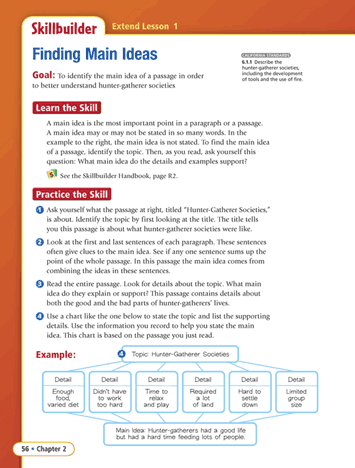 Skillbuilder
Extend Lesson 1
Finding Main Ideas
Goal: To identify the main idea of a passage in order
to better understand hunter-gatherer societies
CALIFORNIA STANDARDS
6.1.1 Describe the
hunter-gatherer societies,
including the development
of tools and the use of fire.
Learn the Skill
A main idea is the most important point in a paragraph or a passage.
A main idea may or may not be stated in so many words. In the
example to the right, the main idea is not stated. To find the main idea
of a passage, identify the topic. Then, as you read, ask yourself this
question: What main idea do the details and examples support?
See the Skillbuilder Handbook, page R2.
Practice the Skill
1 Ask yourself what the passage at right, titled "Hunter-Gatherer Societies,"
is about. Identify the topic by first looking at the title. The title tells
you this passage is about what hunter-gatherer societies were like.
2 Look at the first and last sentences of each paragraph. These sentences
often give clues to the main idea. See if any one sentence sums up the
point of the whole passage. In this passage the main idea comes from
combining the ideas in these sentences.
3 Read the entire passage. Look for details about the topic. What main
idea do they explain or support? This passage contains details about
both the good and the bad parts of hunter-gatherers' lives.
4 Use a chart like the one below to state the topic and list the supporting
details. Use the information you record to help you state the main
idea. This chart is based on the passage you just read.
Example:
4 Topic: Hunter-Gatherer Societies
Detail
Enough
food,
varied diet
Detail
Didn't have
to work
too hard
Detail
Time to
relax
and play
Detail
Required
a lot
of land
Detail
Hard to
settle
down
Detail
Limited
group
size
Main Idea: Hunter-gatherers had a good life
but had a hard time feeding lots of people.
56 • Chapter 2